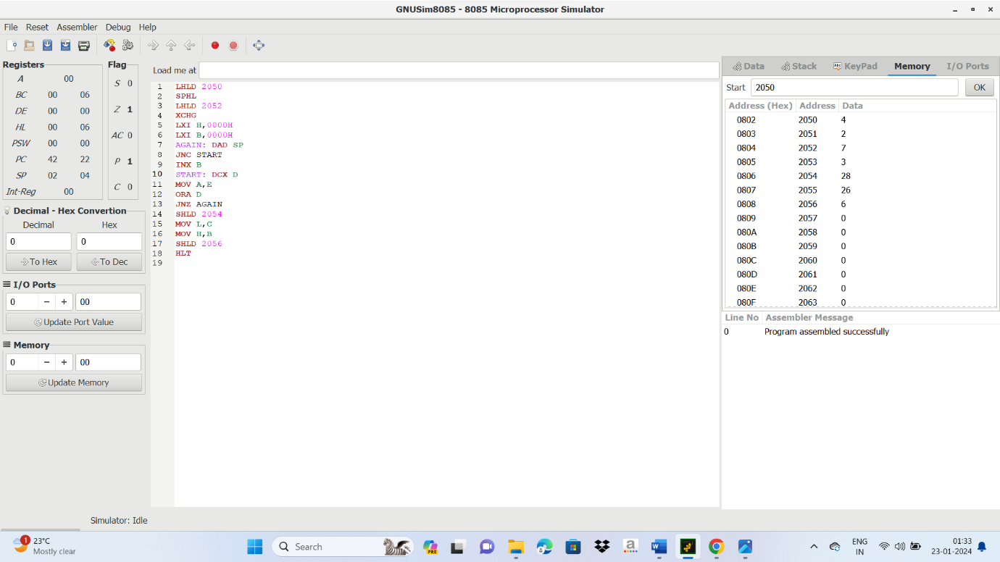 GNUSim8085 - 8085 Microprocessor Simulator
File Reset Assembler Debug Help
Registers
A 00
BC 00 06
DE 00 00
HL 00 06
PSW 00 00
PC 42 22
SP 02 04
Int-Reg 00
Flag
S 0
Z 1
AC 0
P 1
C 0
Decimal - Hex Convertion
Decimal Hex
0 0
To Hex To Dec
I/O Ports
0 − + 00
Update Port Value
Memory
0 − + 00
Update Memory
Load me at
1 LHLD 2050
2 SPHL
3 LHLD 2052
4 XCHG
5 LXI H,0000H
6 LXI B,0000H
7 AGAIN: DAD SP
8 JNC START
9 INX B
10 START: DCX D
11 MOV A,E
12 ORA D
13 JNZ AGAIN
14 SHLD 2054
15 MOV L,C
16 MOV H,B
17 SHLD 2056
18 HLT
19
Data Stack KeyPad Memory I/O Ports
Start 2050 OK
Address (Hex) Address Data
0802 2050 4
0803 2051 2
0804 2052 7
0805 2053 3
0806 2054 28
0807 2055 26
0808 2056 6
0809 2057 0
080A 2058 0
080B 2059 0
080C 2060 0
080D 2061 0
080E 2062 0
080F 2063 0
Line No Assembler Message
0 Program assembled successfully
Simulator: Idle
1
23°C
Mostly clear
Search
PRE
a
W
ENG
IN
01:33
23-01-2024